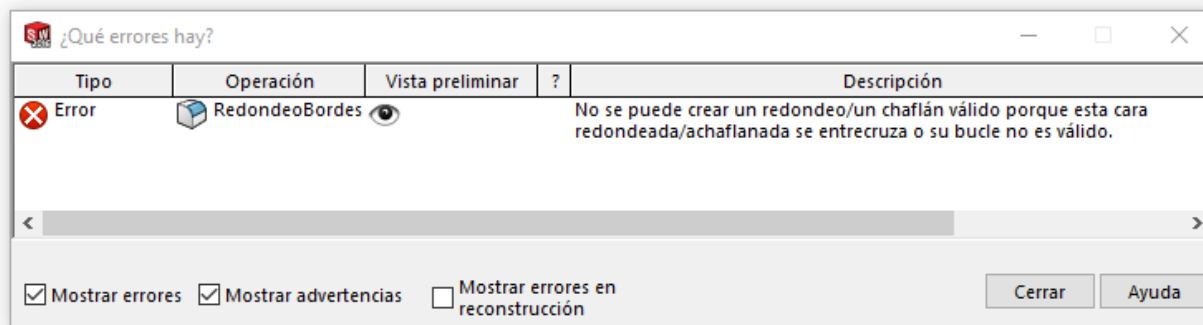 ¿Qué errores hay?
Tipo Operación Vista preliminar ? Descripción
Error RedondeoBordes No se puede crear un redondeo/un chaflán válido porque esta cara
redondeada/achaflanada se entrecruza o su bucle no es válido.
Mostrar errores Mostrar advertencias Mostrar errores en
reconstrucción
Cerrar Ayuda